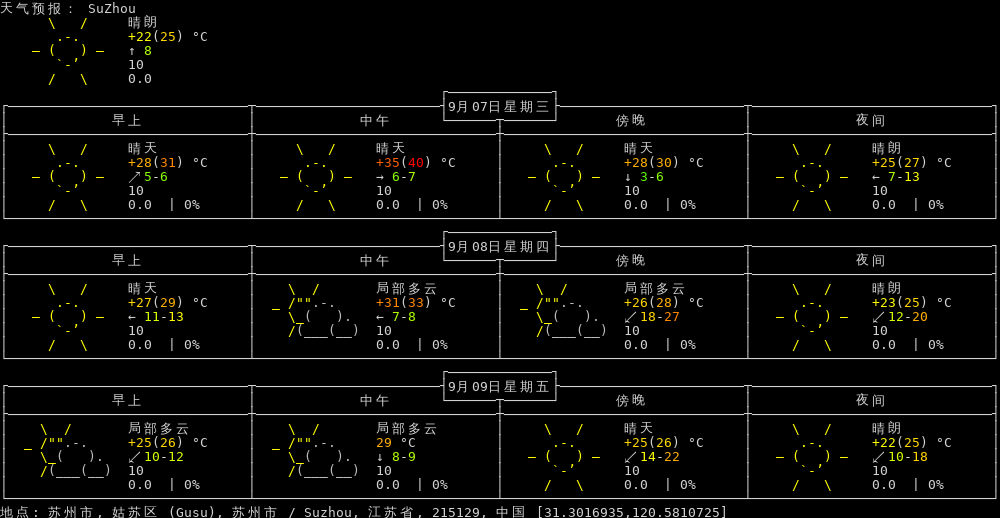 天气预报: SuZhou
晴朗
+22(25) °C
↑ 8
10
0.0
9月07日星期三
早上 中午 傍晚 夜间
晴天 晴天 晴天 晴朗
+28(31) °C +35(40) °C +28(30) °C +25(27) °C
↗5-6 → 6-7 ↓ 3-6 ← 7-13
10 10 10 10
0.0 | 0% 0.0 | 0% 0.0 | 0% 0.0 | 0%
9月08日星期四
早上 中午 傍晚 夜间
晴天 局部多云 局部多云 晴朗
+27(29) °C +31(33) °C +26(28) °C +23(25) °C
← 11-13 ← 7-8 ↙18-27 ↙12-20
10 10 10 10
0.0 | 0% 0.0 | 0% 0.0 | 0% 0.0 | 0%
9月09日星期五
早上 中午 傍晚 夜间
局部多云 局部多云 晴天 晴朗
+25(26) °C 29 °C +25(26) °C +22(25) °C
↙10-12 ↓ 8-9 ↙14-22 ↙10-18
10 10 10 10
0.0 | 0% 0.0 | 0% 0.0 | 0% 0.0 | 0%
地点: 苏州市, 姑苏区 (Gusu), 苏州市 / Suzhou, 江苏省, 215129, 中国 [31.3016935,120.5810725]